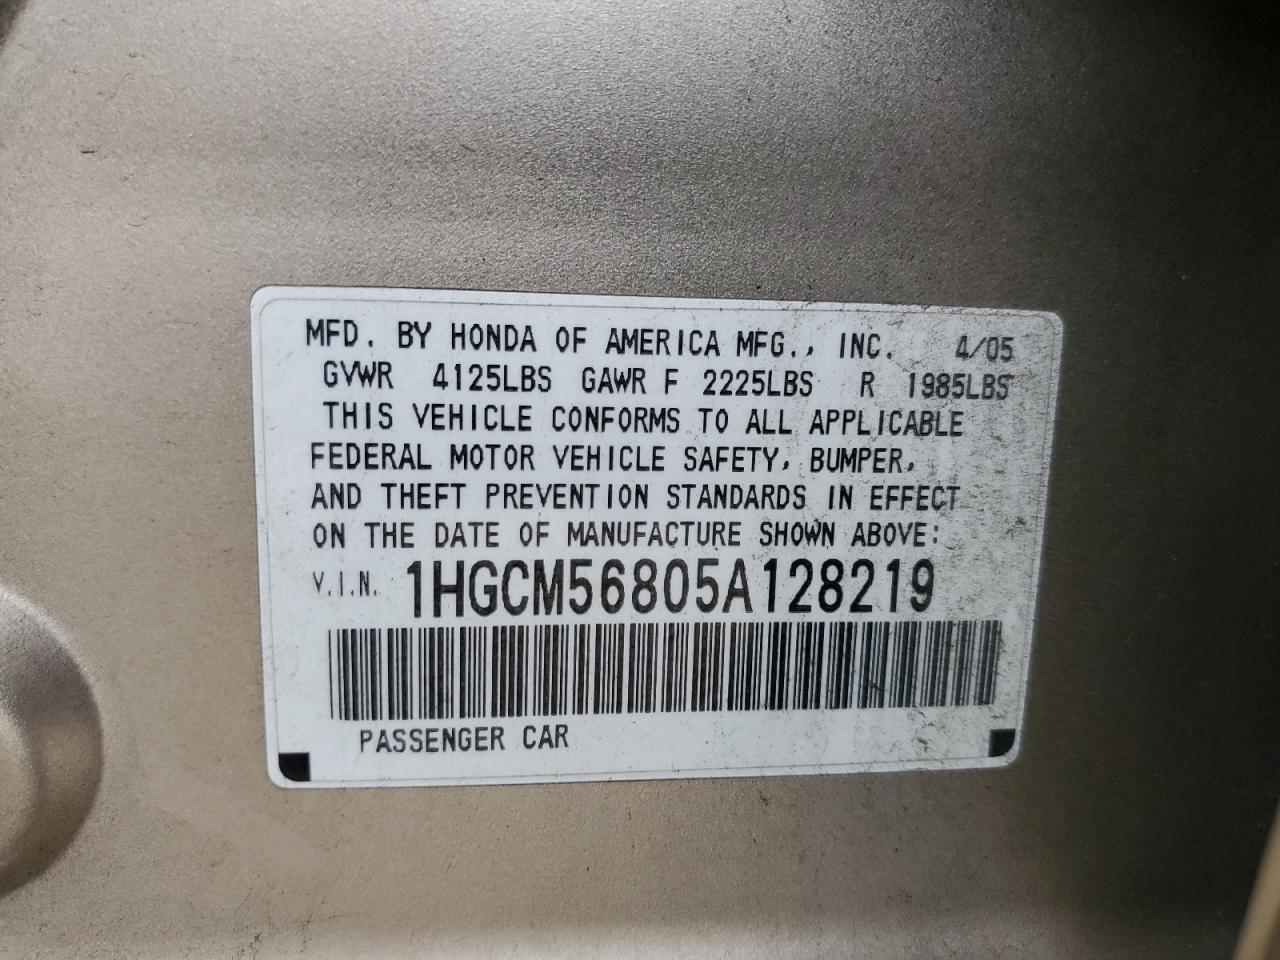 MFD. BY HONDA OF AMERICA MFG., INC. 4/05
GVWR 4125LBS GAWR F 2225LBS R 1985LBS
THIS VEHICLE CONFORMS TO ALL APPLICABLE
FEDERAL MOTOR VEHICLE SAFETY, BUMPER,
AND THEFT PREVENTION STANDARDS IN EFFECT
ON THE DATE OF MANUFACTURE SHOWN ABOVE:
V.I.N. 1HGCM56805A128219
PASSENGER CAR